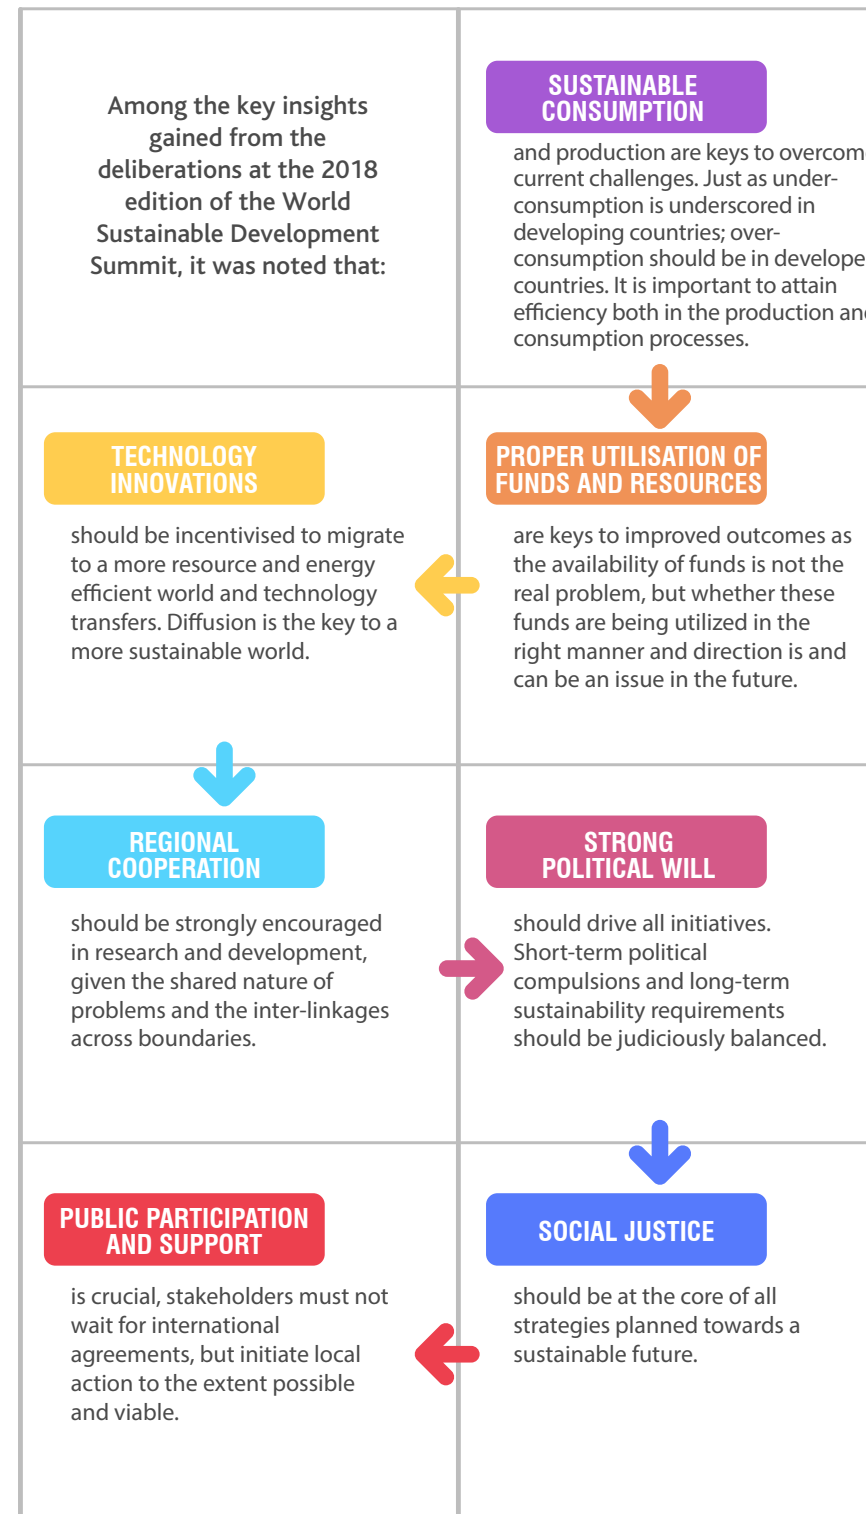 Among the key insights
gained from the
deliberations at the 2018
edition of the World
Sustainable Development
Summit, it was noted that:
SUSTAINABLE
CONSUMPTION
and production are keys to overcome
current challenges. Just as under-
consumption is underscored in
developing countries; over-
consumption should be in develope
countries. It is important to attain
efficiency both in the production and
consumption processes.
PROPER UTILISATION OF
FUNDS AND RESOURCES
are keys to improved outcomes as
the availability of funds is not the
real problem, but whether these
funds are being utilized in the
right manner and direction is and
can be an issue in the future.
TECHNOLOGY
INNOVATIONS
should be incentivised to migrate
to a more resource and energy
efficient world and technology
transfers. Diffusion is the key to a
more sustainable world.
REGIONAL
COOPERATION
should be strongly encouraged
in research and development,
given the shared nature of
problems and the inter-linkages
across boundaries.
STRONG
POLITICAL WILL
should drive all initiatives.
Short-term political
compulsions and long-term
sustainability requirements
should be judiciously balanced.
SOCIAL JUSTICE
should be at the core of all
strategies planned towards a
sustainable future.
PUBLIC PARTICIPATION
AND SUPPORT
is crucial, stakeholders must not
wait for international
agreements, but initiate local
action to the extent possible
and viable.